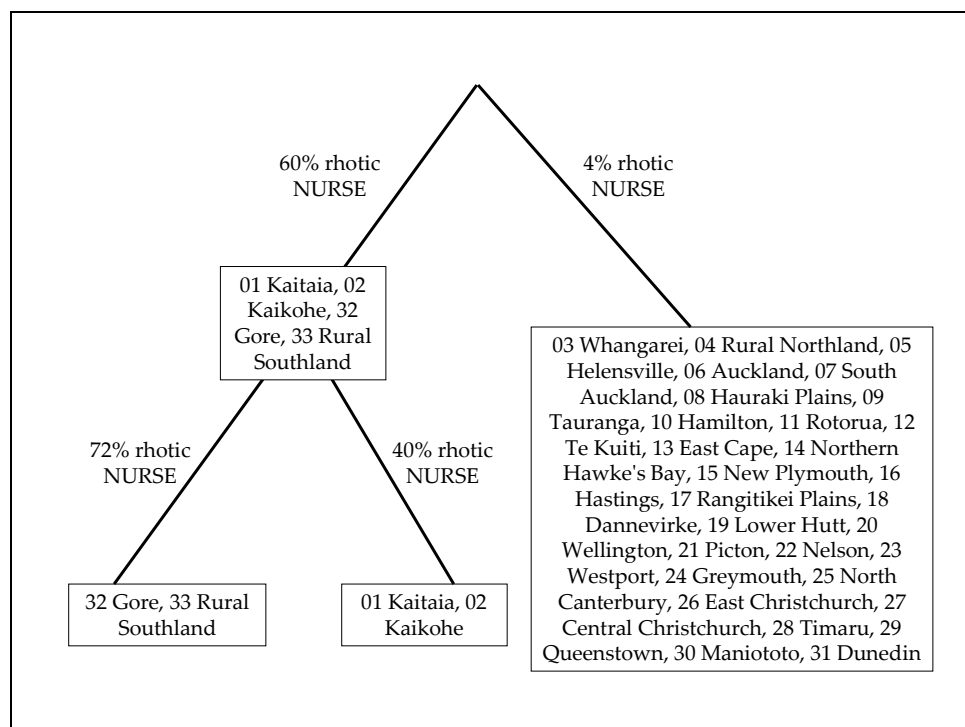 60% rhotic
NURSE
4% rhotic
NURSE
01 Kaitaia, 02
Kaikohe, 32
Gore, 33 Rural
Southland
03 Whangarei, 04 Rural Northland, 05
Helensville, 06 Auckland, 07 South
Auckland, 08 Hauraki Plains, 09
Tauranga, 10 Hamilton, 11 Rotorua, 12
Te Kuiti, 13 East Cape, 14 Northern
Hawke's Bay, 15 New Plymouth, 16
Hastings, 17 Rangitikei Plains, 18
Dannevirke, 19 Lower Hutt, 20
Wellington, 21 Picton, 22 Nelson, 23
Westport, 24 Greymouth, 25 North
Canterbury, 26 East Christchurch, 27
Central Christchurch, 28 Timaru, 29
Queenstown, 30 Maniototo, 31 Dunedin
72% rhotic
NURSE
40% rhotic
NURSE
32 Gore, 33 Rural
Southland
01 Kaitaia, 02
Kaikohe